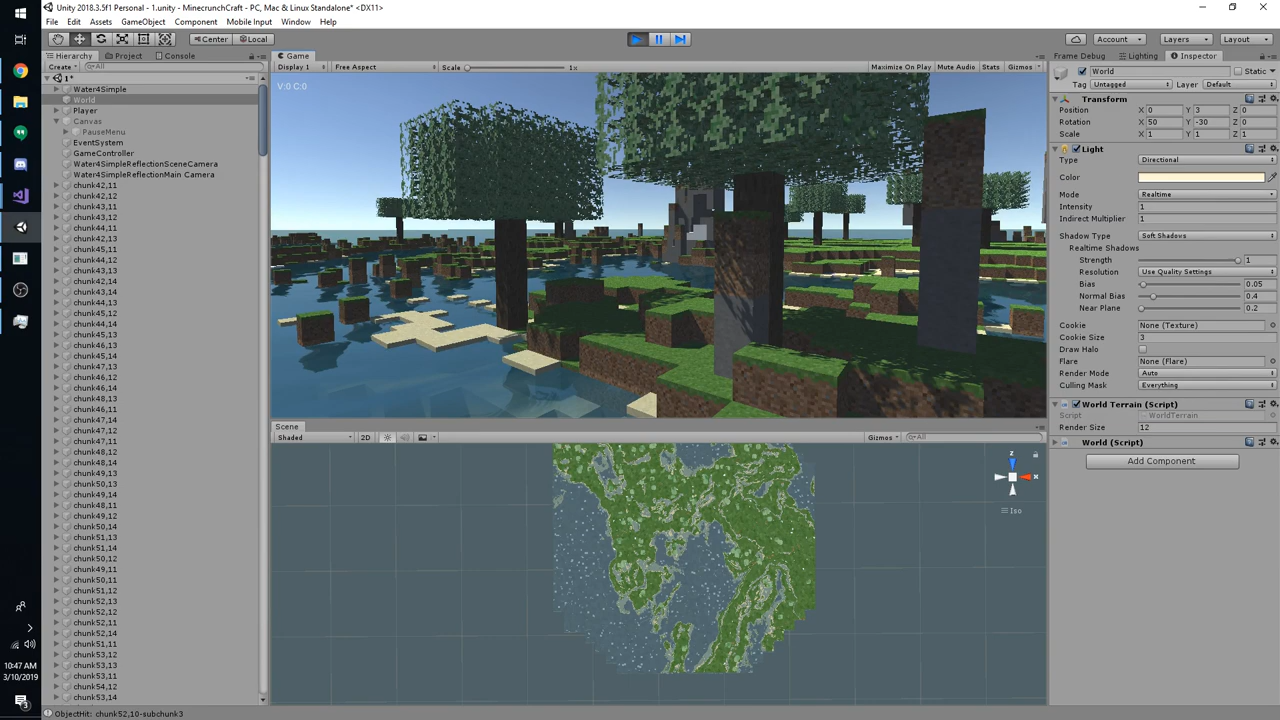 Unity 2018.3.5f1 Personal - 1.unity - MinecrunchCraft - PC, Mac & Linux Standalone* <DX11>
File Edit Assets GameObject Component Mobile Input Window Help
Center Local Account Layers Layout
Hierarchy Project Console
Create All
1*
Water4Simple
World
Player
Canvas
PauseMenu
EventSystem
GameController
Water4SimpleReflectionSceneCamera
Water4SimpleReflectionMain Camera
chunk42,11
chunk42,12
chunk43,11
chunk43,12
chunk44,11
chunk42,13
chunk45,11
chunk44,12
chunk43,13
chunk42,14
chunk43,14
chunk44,13
chunk45,12
chunk44,14
chunk45,13
chunk46,13
chunk45,14
chunk47,13
chunk46,12
chunk46,14
chunk48,13
chunk46,11
chunk47,14
chunk47,12
chunk47,11
chunk48,12
chunk48,14
chunk49,13
chunk50,13
chunk49,14
chunk48,11
chunk49,12
chunk50,14
chunk51,13
chunk51,14
chunk50,12
chunk49,11
chunk50,11
chunk51,12
chunk52,13
chunk52,12
chunk52,11
chunk52,14
chunk51,11
chunk53,12
chunk53,13
chunk53,11
chunk54,12
chunk53,14
Game
Display 1 Free Aspect Scale 1x Maximize On Play Mute Audio Stats Gizmos
V:0 C:0
Scene
Shaded 2D Gizmos All
z
x
Iso
Frame Debug Lighting Inspector
World Static
Tag Untagged Layer Default
Transform
Position X 0 Y 3 Z 0
Rotation X 50 Y -30 Z 0
Scale X 1 Y 1 Z 1
Light
Type Directional
Color
Mode Realtime
Intensity 1
Indirect Multiplier 1
Shadow Type Soft Shadows
Realtime Shadows
Strength 1
Resolution Use Quality Settings
Bias 0.05
Normal Bias 0.4
Near Plane 0.2
Cookie None (Texture)
Cookie Size 3
Draw Halo
Flare None (Flare)
Render Mode Auto
Culling Mask Everything
World Terrain (Script)
Script WorldTerrain
Render Size 12
World (Script)
Add Component
10:47 AM
3/10/2019
3
ObjectHit: chunk52,10-subchunk3